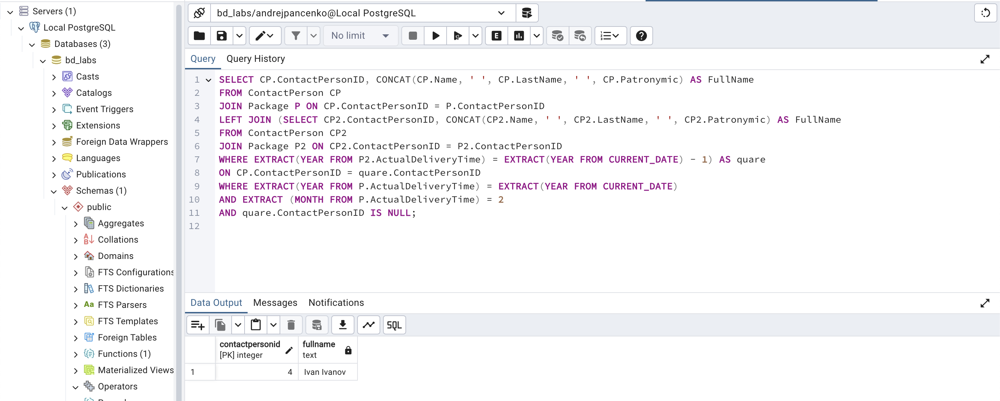 Servers (1)
Local PostgreSQL
Databases (3)
bd_labs
Casts
Catalogs
Event Triggers
Extensions
Foreign Data Wrappers
Languages
Publications
Schemas (1)
public
Aggregates
Collations
Domains
FTS Configurations
FTS Dictionaries
Aa FTS Parsers
FTS Templates
Foreign Tables
Functions (1)
Materialized Views
Operators
bd_labs/andrejpancenko@Local PostgreSQL
No limit
E
Query Query History
1 SELECT CP.ContactPersonID, CONCAT(CP.Name, ' ', CP.LastName, ' ', CP.Patronymic) AS FullName
2 FROM ContactPerson CP
3 JOIN Package P ON CP.ContactPersonID = P.ContactPersonID
4 LEFT JOIN (SELECT CP2.ContactPersonID, CONCAT(CP2.Name, ' ', CP2.LastName, ' ', CP2.Patronymic) AS FullName
5 FROM ContactPerson CP2
6 JOIN Package P2 ON CP2.ContactPersonID = P2.ContactPersonID
7 WHERE EXTRACT(YEAR FROM P2.ActualDeliveryTime) = EXTRACT(YEAR FROM CURRENT_DATE) - 1) AS quare
8 ON CP.ContactPersonID = quare.ContactPersonID
9 WHERE EXTRACT(YEAR FROM P.ActualDeliveryTime) = EXTRACT(YEAR FROM CURRENT_DATE)
10 AND EXTRACT (MONTH FROM P.ActualDeliveryTime) = 2
11 AND quare.ContactPersonID IS NULL;
12
Data Output Messages Notifications
SQL
contactpersonid fullname
[PK] integer text
1 4 Ivan Ivanov